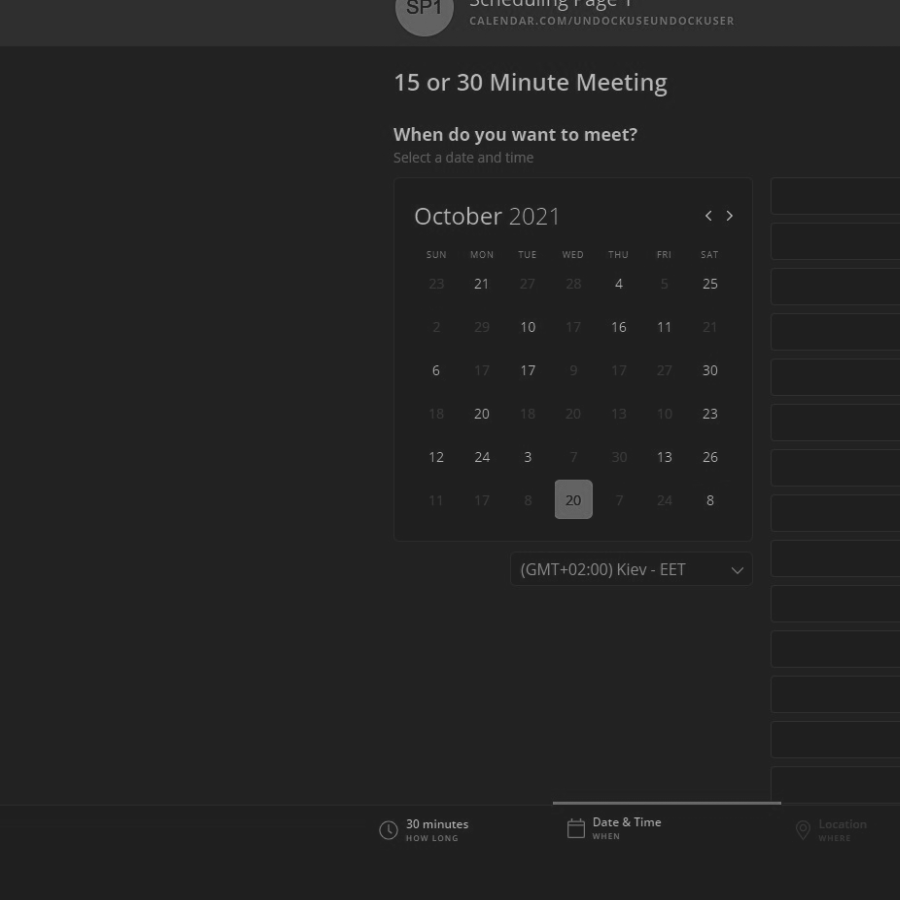 SP1
Scheduling Page 1
CALENDAR.COM/UNDOCKUSEUNDOCKUSER
15 or 30 Minute Meeting
When do you want to meet?
Select a date and time
October 2021
SUN MON TUE WED THU FRI SAT
23 21 27 28 4 5 25
2 29 10 17 16 11 21
6 17 17 9 17 27 30
18 20 18 20 13 10 23
12 24 3 7 30 13 26
11 17 8 20 7 24 8
(GMT+02:00) Kiev - EET
30 minutes
HOW LONG
Date & Time
WHEN
Location
WHERE